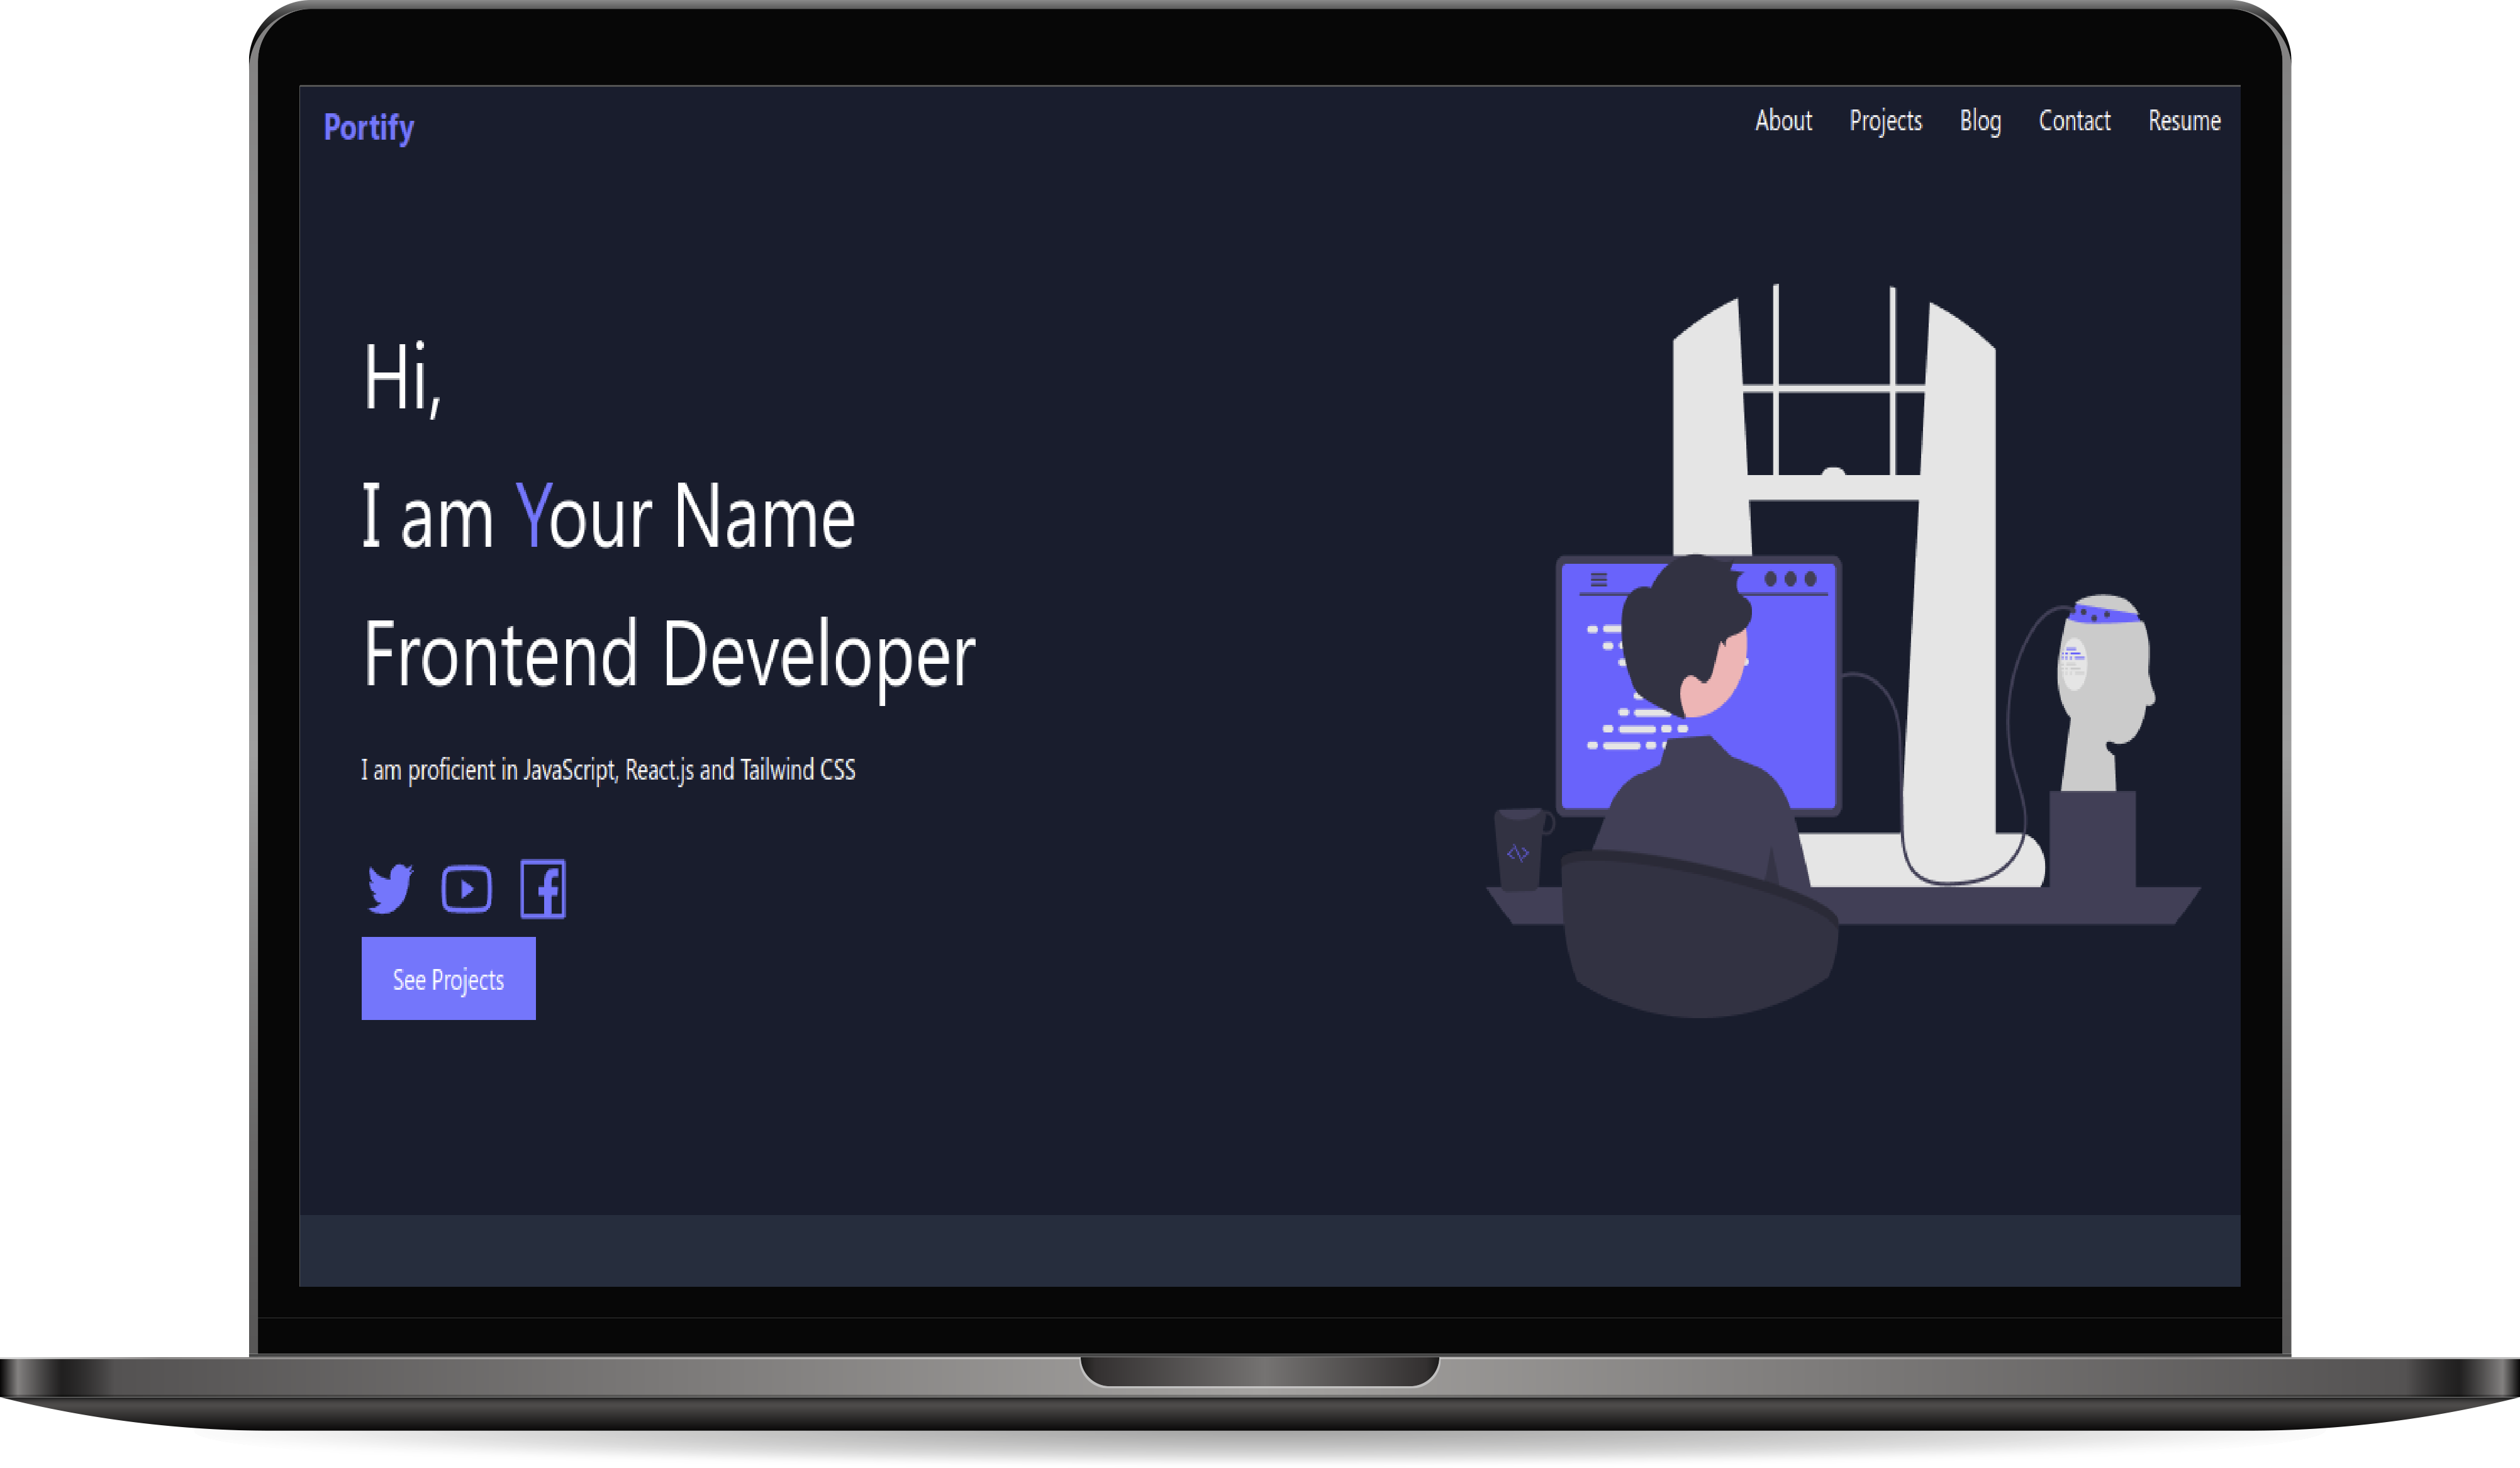 Portify
About Projects Blog Contact Resume
Hi,
I am Your Name
Frontend Developer
I am proficient in JavaScript, React.js and Tailwind CSS
See Projects